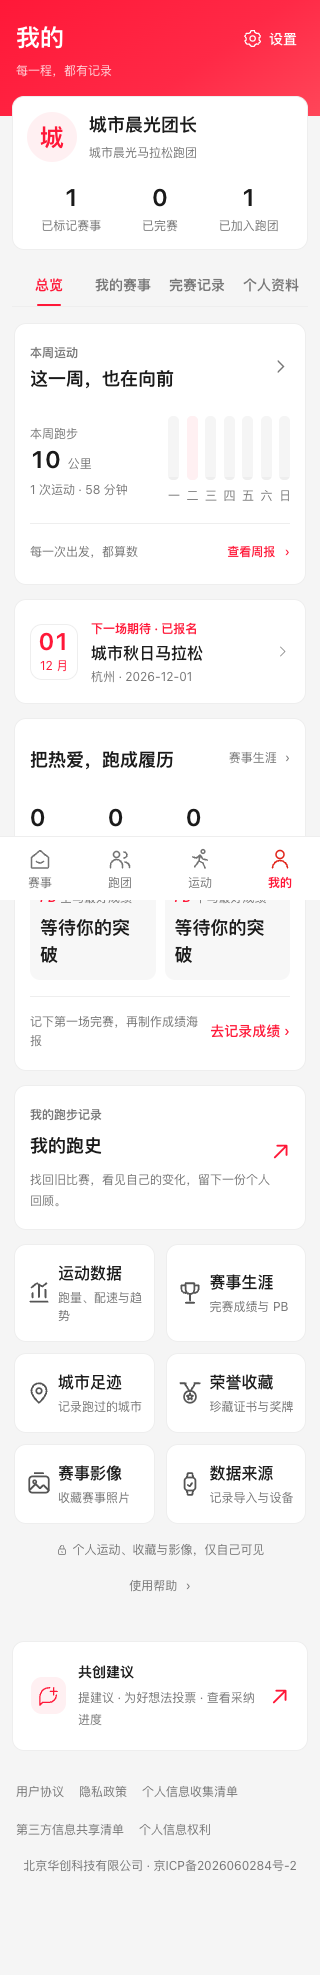 我的
设置
每一程，都有记录
城
城市晨光团长
城市晨光马拉松跑团
1
0
1
已标记赛事
已完赛
已加入跑团
总览
我的赛事
完赛记录
个人资料
本周运动
这一周，也在向前
本周跑步
10 公里
1 次运动 · 58 分钟
一 二 三 四 五 六 日
每一次出发，都算数
查看周报 ›
01
12 月
下一场期待 · 已报名
城市秋日马拉松
杭州 · 2026-12-01
把热爱，跑成履历
赛事生涯 ›
0
0
0
赛事
跑团
运动
我的
等待你的突
破
等待你的突
破
记下第一场完赛，再制作成绩海
报
去记录成绩 ›
我的跑步记录
我的跑史
找回旧比赛，看见自己的变化，留下一份个人
回顾。
运动数据
跑量、配速与趋
势
赛事生涯
完赛成绩与 PB
城市足迹
记录跑过的城市
荣誉收藏
珍藏证书与奖牌
赛事影像
收藏赛事照片
数据来源
记录导入与设备
个人运动、收藏与影像，仅自己可见
使用帮助 ›
共创建议
提建议 · 为好想法投票 · 查看采纳
进度
用户协议
隐私政策
个人信息收集清单
第三方信息共享清单
个人信息权利
北京华创科技有限公司 · 京ICP备2026060284号-2